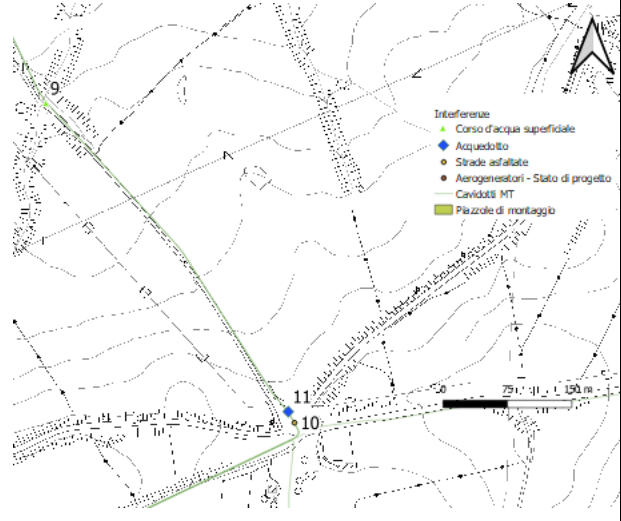 9
Interferenze
Corso d'acqua superficiale
Acquedotto
Strade asfaltate
Aerogeneratori - Stato di progetto
Cavidotti MT
Piazzole di montaggio
0 75 150 m
11
10